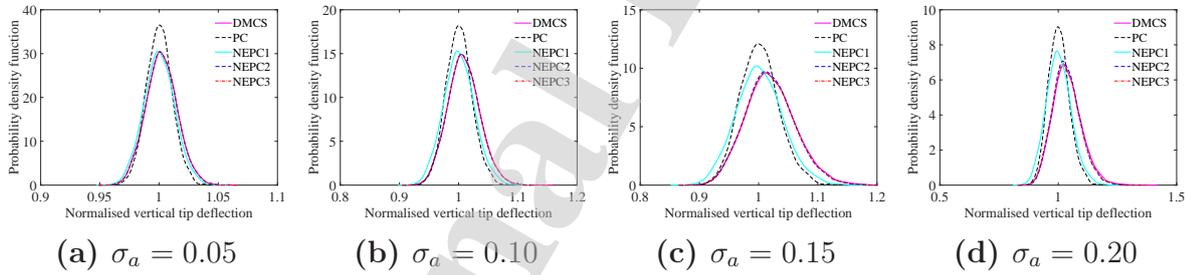 40
30
20
10
0
0.9 0.95 1 1.05 1.1
Probability density function
Normalised vertical tip deflection
DMCS
PC
NEPC1
NEPC2
NEPC3
(a) σₐ = 0.05
20
15
10
5
0
0.8 0.9 1 1.1 1.2
Probability density function
Normalised vertical tip deflection
DMCS
PC
NEPC1
NEPC2
NEPC3
(b) σₐ = 0.10
15
10
5
0
0.8 0.9 1 1.1 1.2
Probability density function
Normalised vertical tip deflection
DMCS
PC
NEPC1
NEPC2
NEPC3
(c) σₐ = 0.15
10
8
6
4
2
0
0.5 1 1.5
Probability density function
Normalised vertical tip deflection
DMCS
PC
NEPC1
NEPC2
NEPC3
(d) σₐ = 0.20